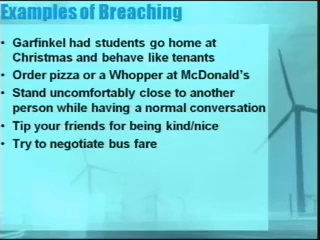 Examples of Breaching
• Garfinkel had students go home at
Christmas and behave like tenants
• Order pizza or a Whopper at McDonald's
• Stand uncomfortably close to another
person while having a normal conversation
• Tip your friends for being kind/nice
• Try to negotiate bus fare